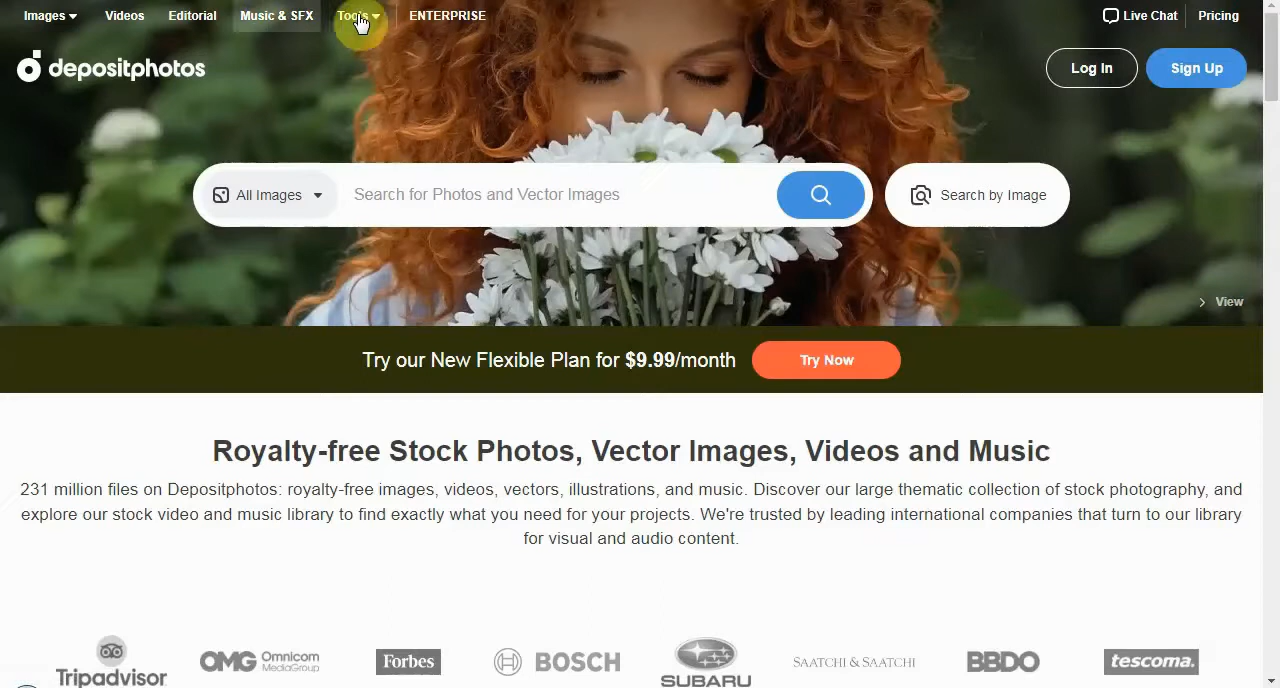 Images Videos Editorial Music & SFX Tools ENTERPRISE Live Chat Pricing
depositphotos Log In Sign Up
All Images Search for Photos and Vector Images Search by Image
View
Try our New Flexible Plan for $9.99/month Try Now
Royalty-free Stock Photos, Vector Images, Videos and Music
231 million files on Depositphotos: royalty-free images, videos, vectors, illustrations, and music. Discover our large thematic collection of stock photography, and
explore our stock video and music library to find exactly what you need for your projects. We're trusted by leading international companies that turn to our library
for visual and audio content.
Tripadvisor OMG Omnicom MediaGroup Forbes BOSCH SUBARU SAATCHI & SAATCHI BBDO tescoma.